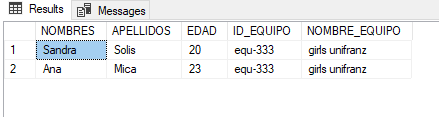 Results Messages
NOMBRES APELLIDOS EDAD ID_EQUIPO NOMBRE_EQUIPO
1 Sandra Solis 20 equ-333 girls unifranz
2 Ana Mica 23 equ-333 girls unifranz